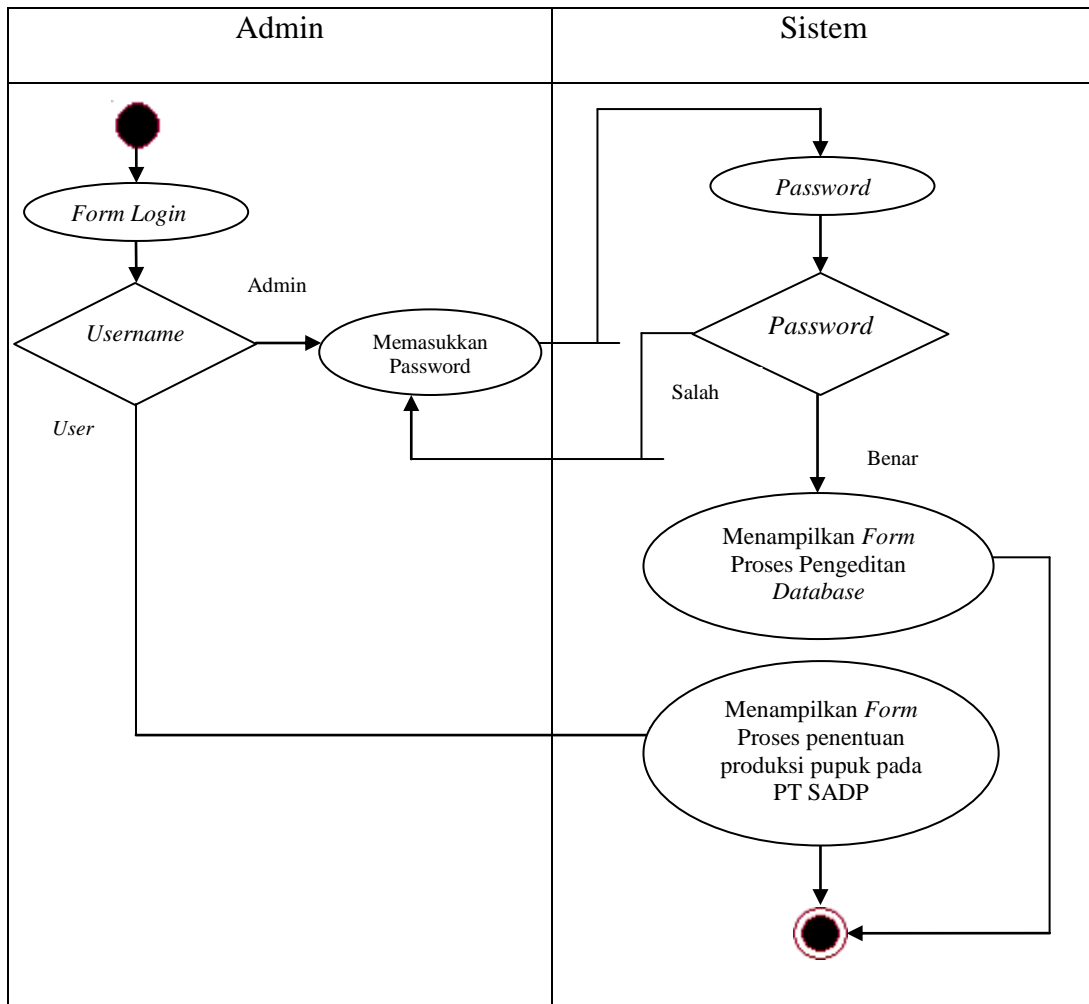 Admin
Sistem
Form Login
Password
Admin
Username
Memasukkan
Password
Password
Salah
User
Benar
Menampilkan Form
Proses Pengeditan
Database
Menampilkan Form
Proses penentuan
produksi pupuk pada
PT SADP